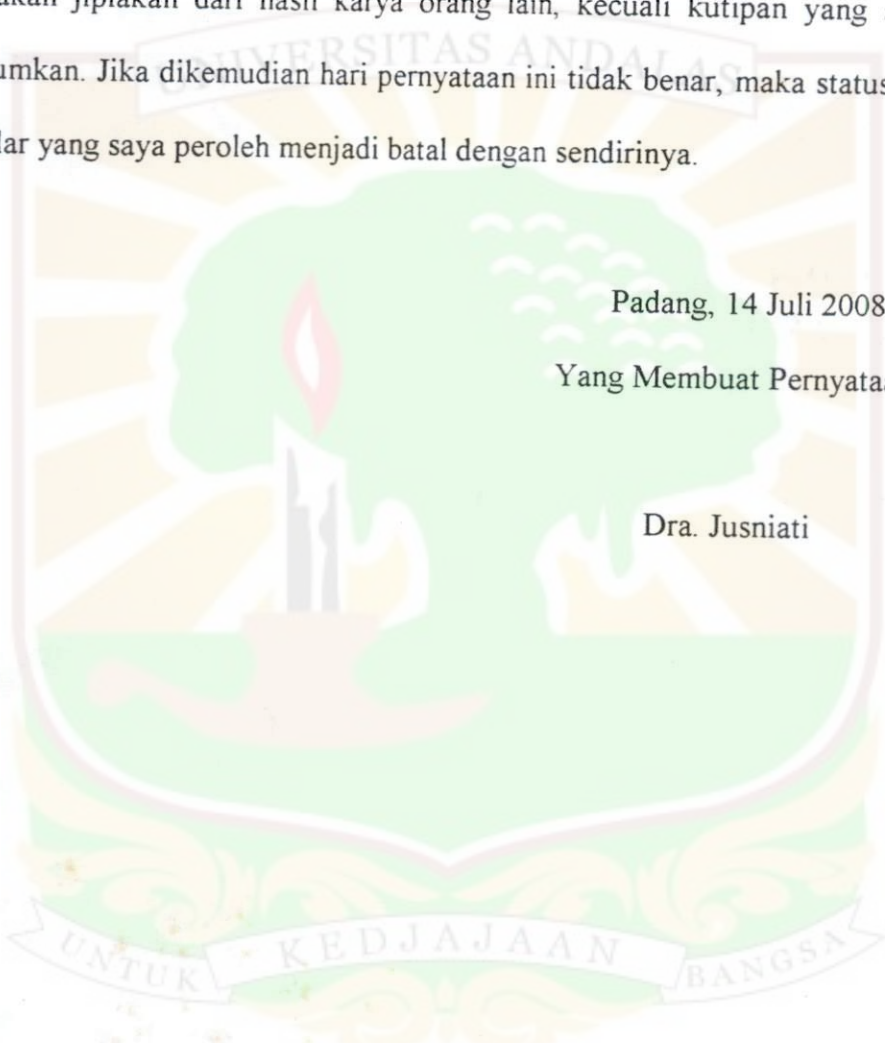 jiplakan dari hasil karya orang lain, kecuali kutipan yang
umkan. Jika dikemudian hari pernyataan ini tidak benar, maka status
lar yang saya peroleh menjadi batal dengan sendirinya.
UNIVERSITAS ANDALAS
Padang, 14 Juli 2008
Yang Membuat Pernyata
Dra. Jusniati
UNTUK KEDJAJAAN BANGSA